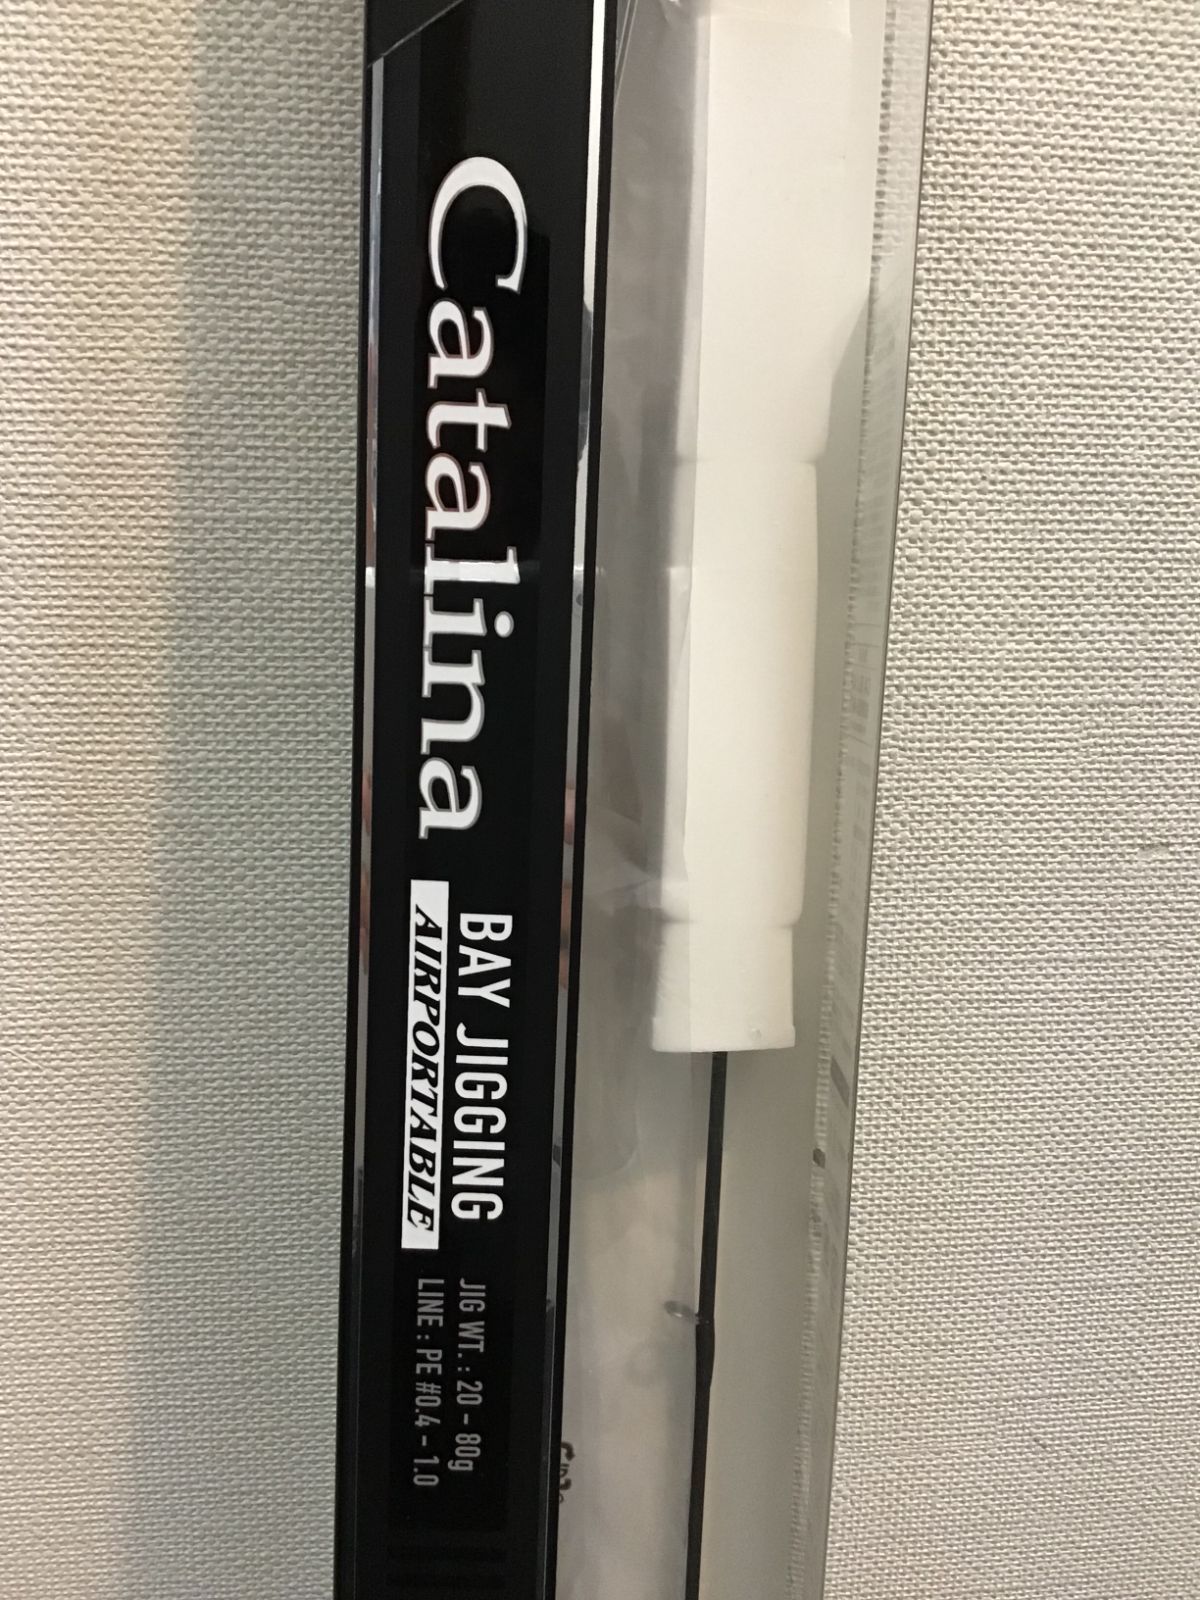 Catalina
BAY JIGGING
AIRPORTABLE
JIG WT. : 20 - 80g
LINE : PE #0.4 - 1.0